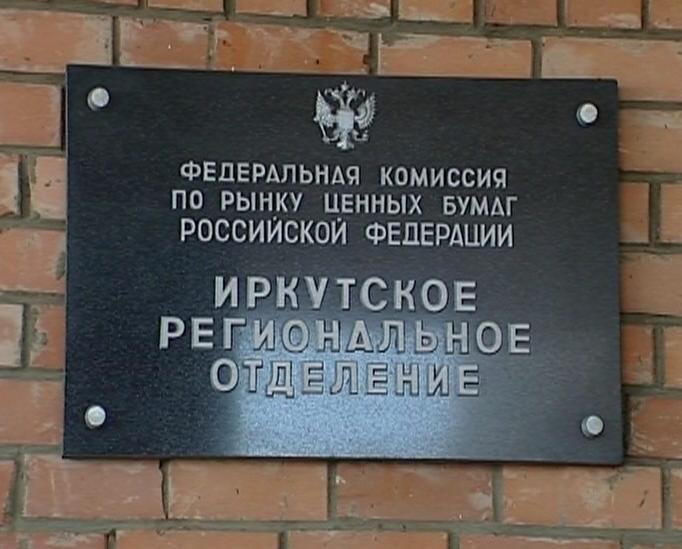 ФЕДЕРАЛЬНАЯ КОМИССИЯ
ПО РЫНКУ ЦЕННЫХ БУМАГ
РОССИЙСКОЙ ФЕДЕРАЦИИ
ИРКУТСКОЕ
РЕГИОНАЛЬНОЕ
ОТДЕЛЕНИЕ